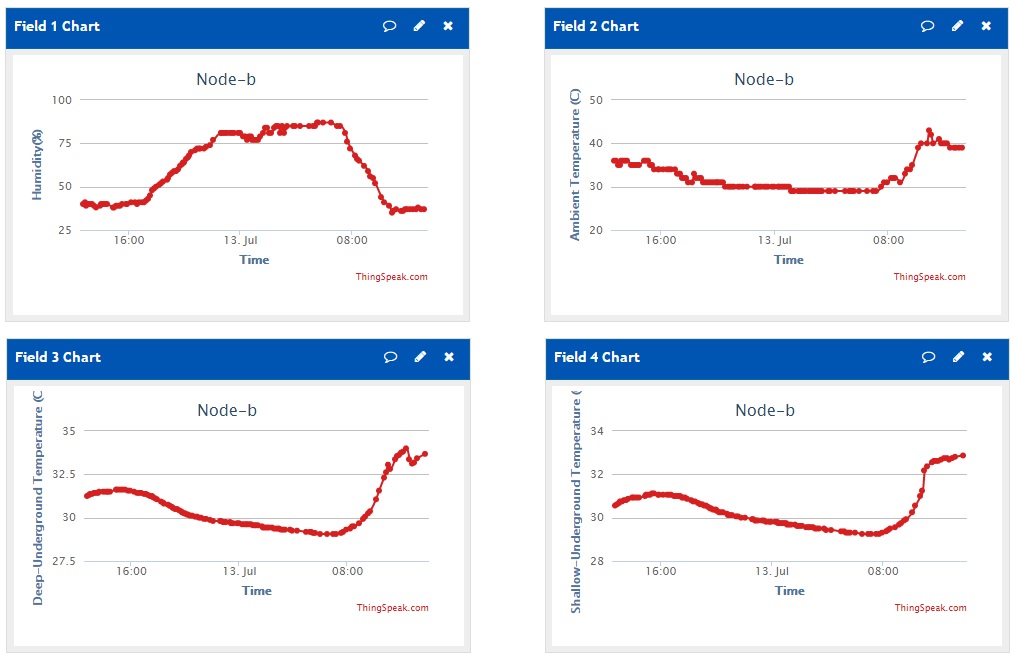 Field 1 Chart
Node-b
Humidity(%)
100
75
50
25
16:00 13. Jul 08:00
Time
ThingSpeak.com
Field 2 Chart
Node-b
Ambient Temperature (C)
50
40
30
20
16:00 13. Jul 08:00
Time
ThingSpeak.com
Field 3 Chart
Node-b
Deep-Underground Temperature (C
35
32.5
30
27.5
16:00 13. Jul 08:00
Time
ThingSpeak.com
Field 4 Chart
Node-b
Shallow-Underground Temperature (
34
32
30
28
16:00 13. Jul 08:00
Time
ThingSpeak.com